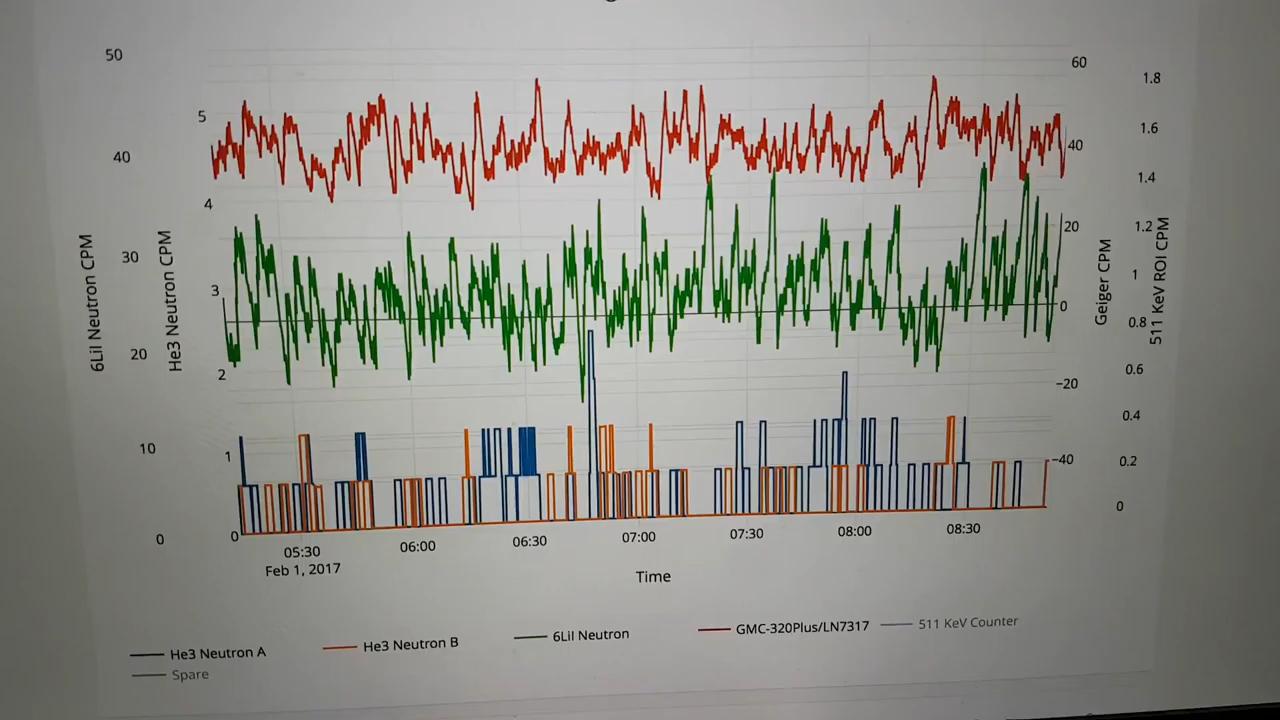 50
40
30
20
10
0
6LiI Neutron CPM
5
4
3
2
1
0
He3 Neutron CPM
60
40
20
0
−20
−40
Geiger CPM
1.8
1.6
1.4
1.2
1
0.8
0.6
0.4
0.2
0
511 KeV ROI CPM
05:30
06:00
06:30
07:00
07:30
08:00
08:30
Feb 1, 2017
Time
He3 Neutron A
He3 Neutron B
6LiI Neutron
GMC-320Plus/LN7317
511 KeV Counter
Spare